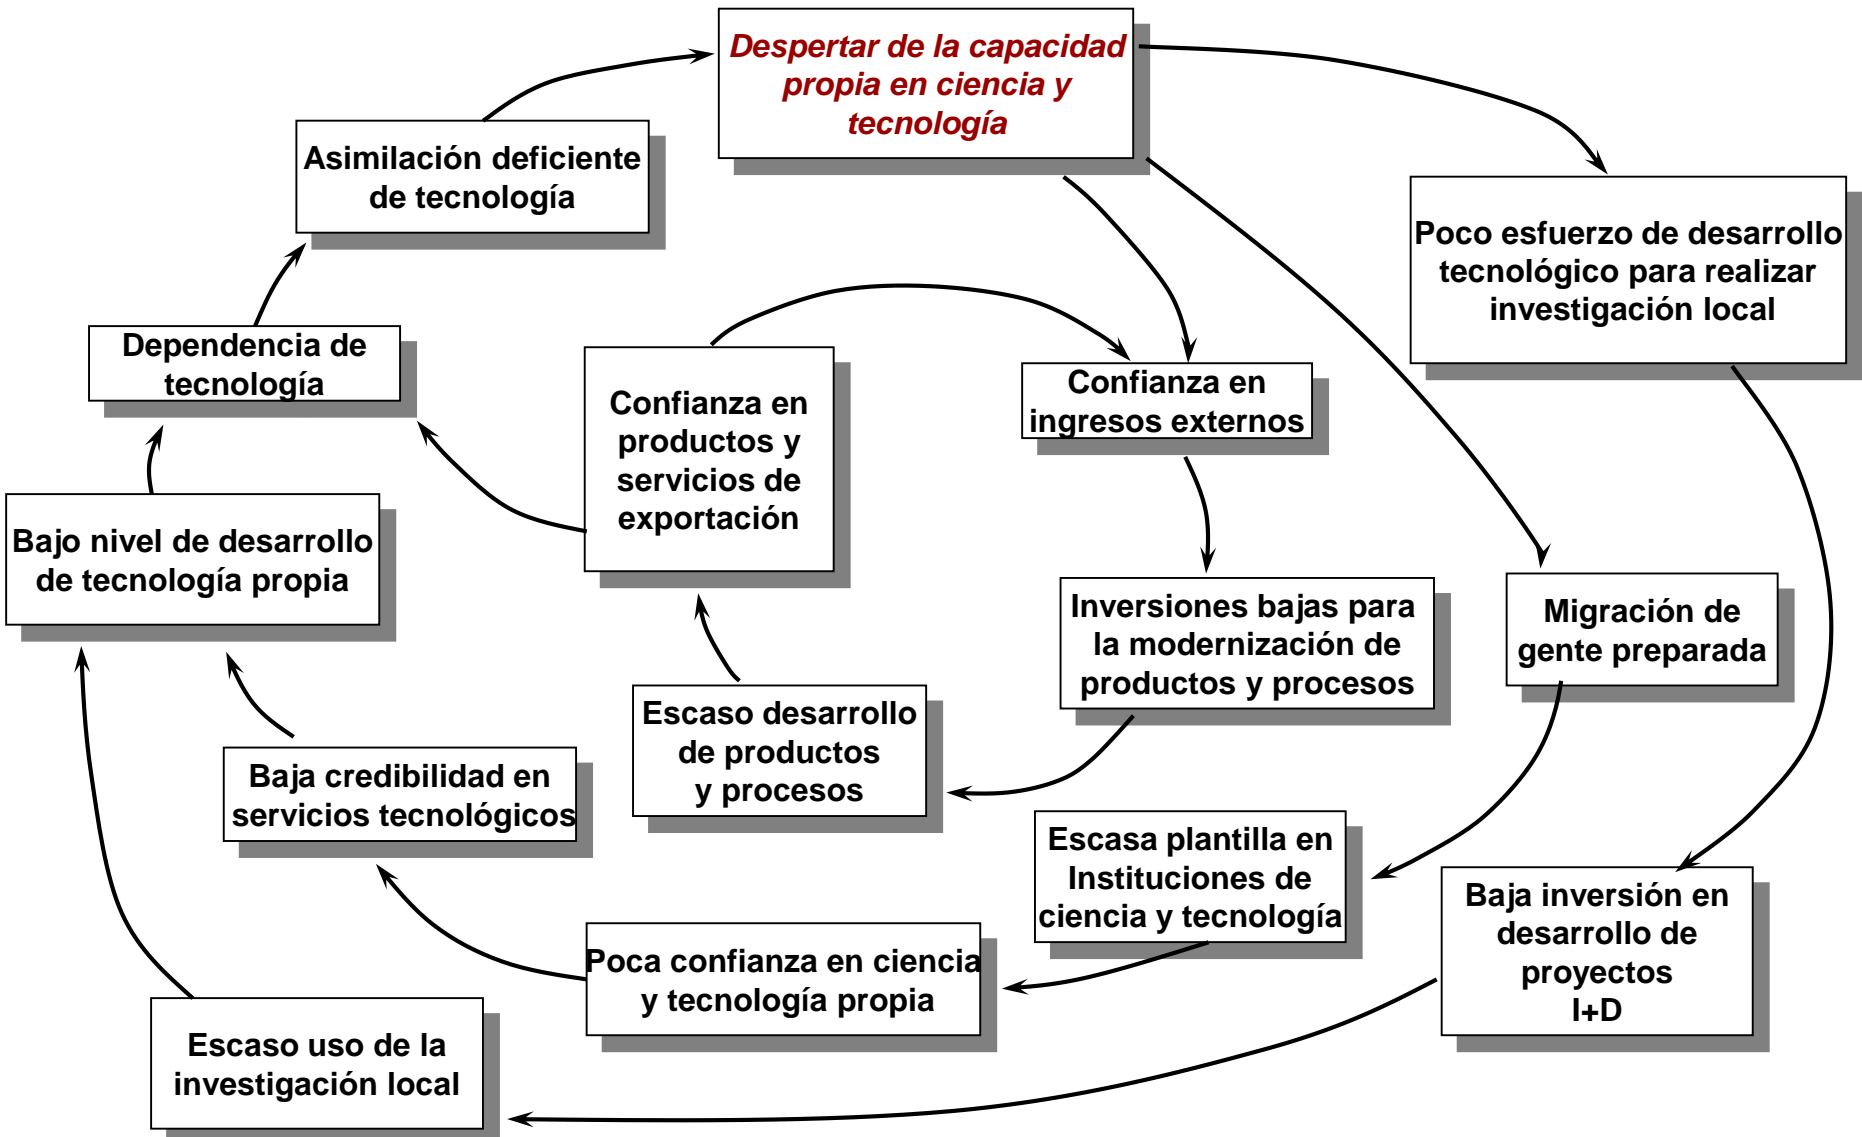 Despertar de la capacidad
propia en ciencia y
tecnología
Asimilación deficiente
de tecnología
Poco esfuerzo de desarrollo
tecnológico para realizar
investigación local
Dependencia de
tecnología
Confianza en
productos y
servicios de
exportación
Confianza en
ingresos externos
Bajo nivel de desarrollo
de tecnología propia
Inversiones bajas para
la modernización de
productos y procesos
Migración de
gente preparada
Escaso desarrollo
de productos
y procesos
Baja credibilidad en
servicios tecnológicos
Escasa plantilla en
Instituciones de
ciencia y tecnología
Baja inversión en
desarrollo de
proyectos
I+D
Poca confianza en ciencia
y tecnología propia
Escaso uso de la
investigación local